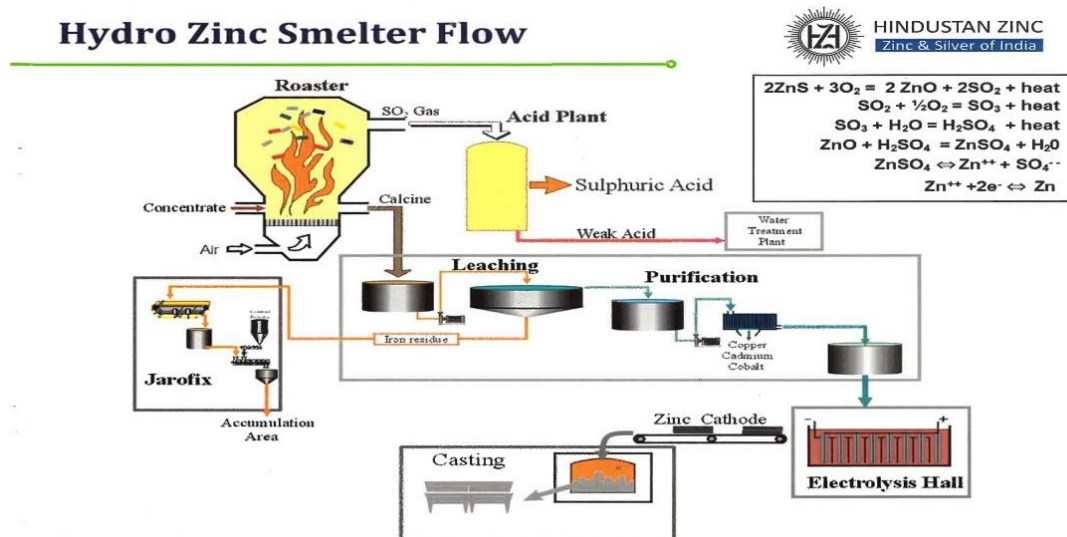 Hydro Zinc Smelter Flow
HINDUSTAN ZINC
Zinc & Silver of India
2ZnS + 3O₂ = 2 ZnO + 2SO₂ + heat
SO₂ + ½O₂ = SO₃ + heat
SO₃ + H₂O = H₂SO₄ + heat
ZnO + H₂SO₄ = ZnSO₄ + H₂0
ZnSO₄ ⇔ Zn⁺⁺ + SO₄⁻⁻
Zn⁺⁺ +2e⁻ ⇔ Zn
Roaster
SO₂ Gas
Acid Plant
Sulphuric Acid
Concentrate
Calcine
Air
Weak Acid
Water
Treatment
Plant
Leaching
Purification
Iron residue
Copper
Cadmium
Cobalt
Jarofix
Accumulation
Area
Zinc Cathode
- +
Electrolysis Hall
Casting